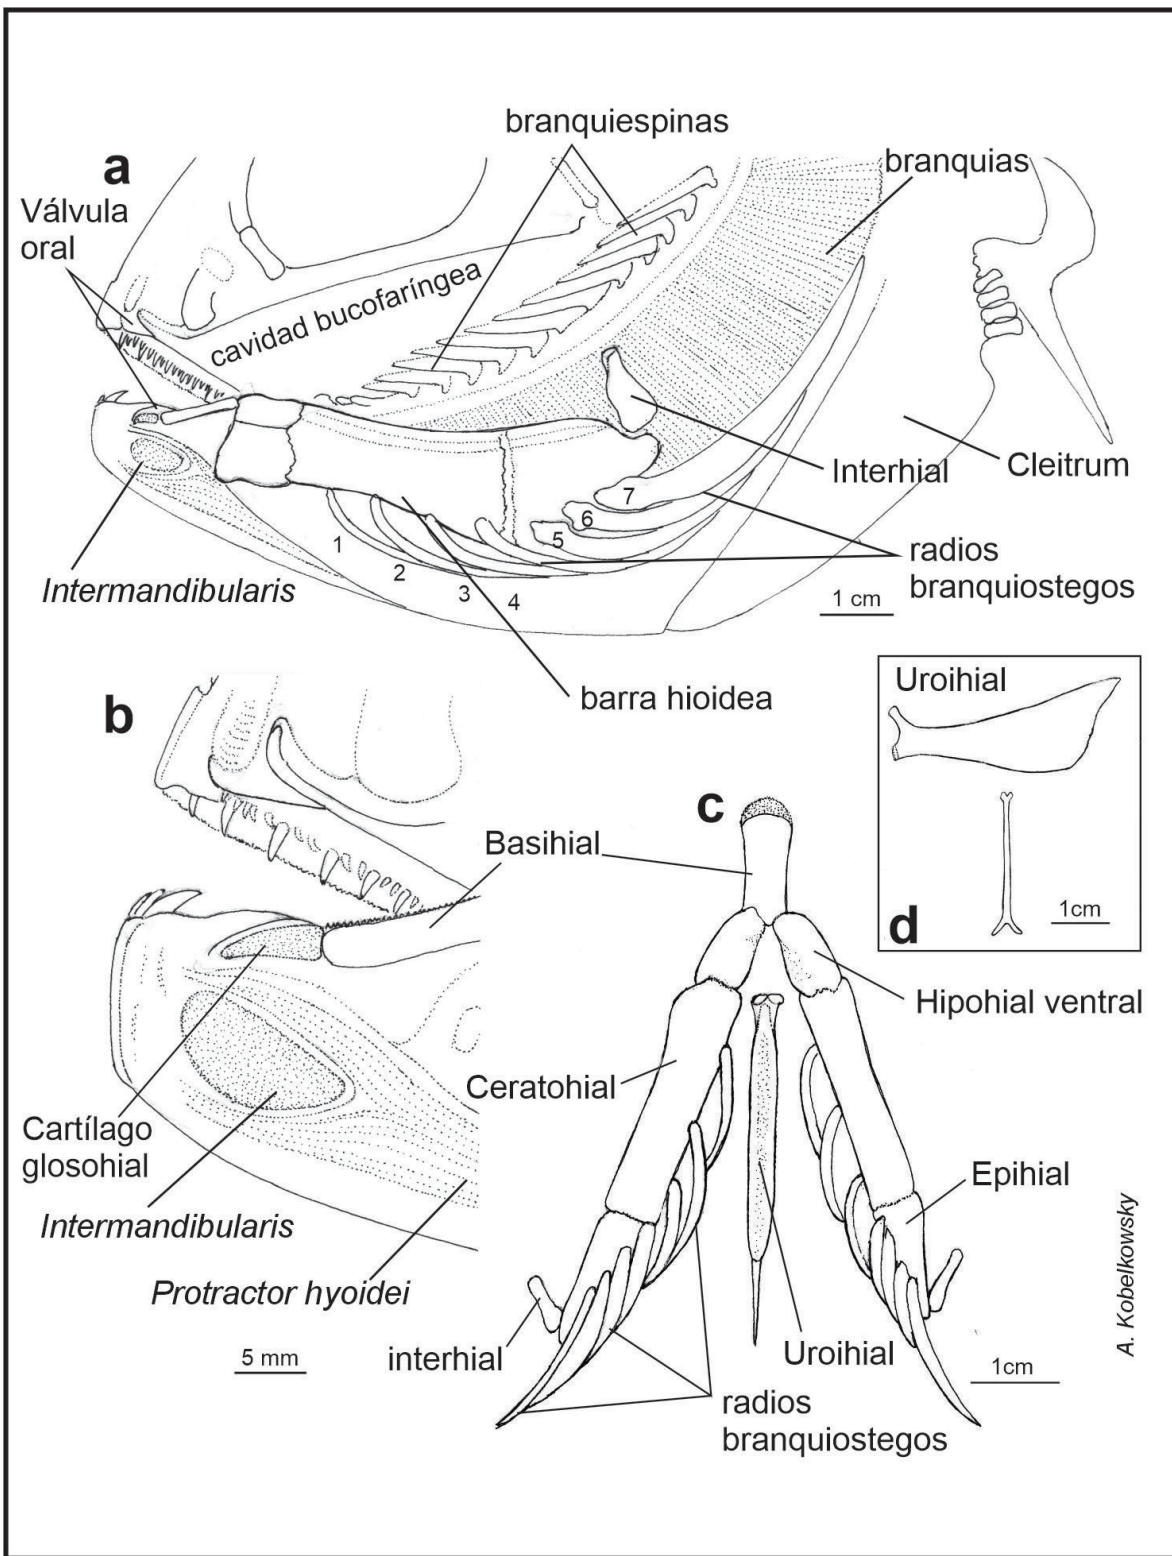 a
branquiespinas
branquias
Válvula
oral
cavidad bucofaríngea
Interhial
Cleitrum
7
6
5
1
2
3
4
Intermandibularis
radios
branquiostegos
1 cm
barra hioidea
b
Basihial
Cartílago
glosohial
Intermandibularis
Protractor hyoidei
5 mm
c
Hipohial ventral
Ceratohial
Epihial
interhial
Uroihial
radios
branquiostegos
1cm
Uroihial
d
1cm
A. Kobelkowsky